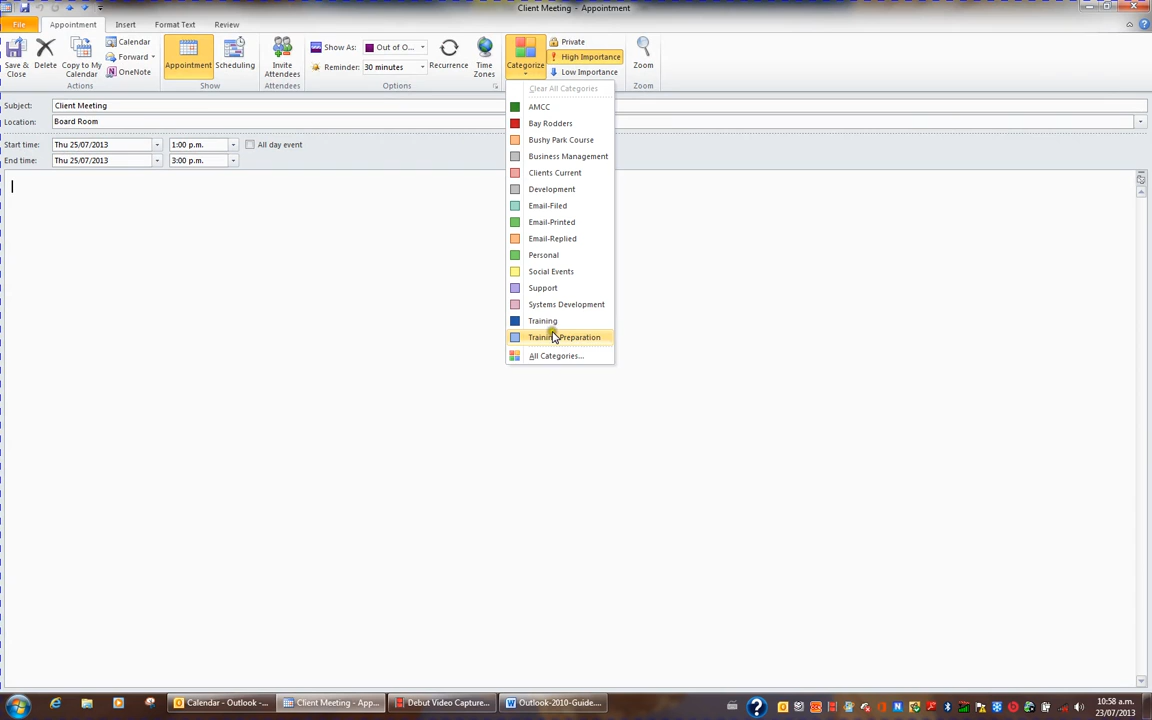 Client Meeting - Appointment
File Appointment Insert Format Text Review
Save & Close
Delete
Copy to My Calendar
Calendar
Forward
OneNote
Actions
Appointment
Scheduling
Show
Invite Attendees
Attendees
Show As: Out of O...
Reminder: 30 minutes
Recurrence
Time Zones
Options
Categorize
Private
High Importance
Low Importance
Zoom
Zoom
Clear All Categories
AMCC
Bay Rodders
Bushy Park Course
Business Management
Clients Current
Development
Email-Filed
Email-Printed
Email-Replied
Personal
Social Events
Support
Systems Development
Training
Training Preparation
All Categories...
Subject: Client Meeting
Location: Board Room
Start time: Thu 25/07/2013 1:00 p.m. All day event
End time: Thu 25/07/2013 3:00 p.m.
Calendar - Outlook -... Client Meeting - App... Debut Video Capture... Outlook-2010-Guide....
10:58 a.m.
23/07/2013